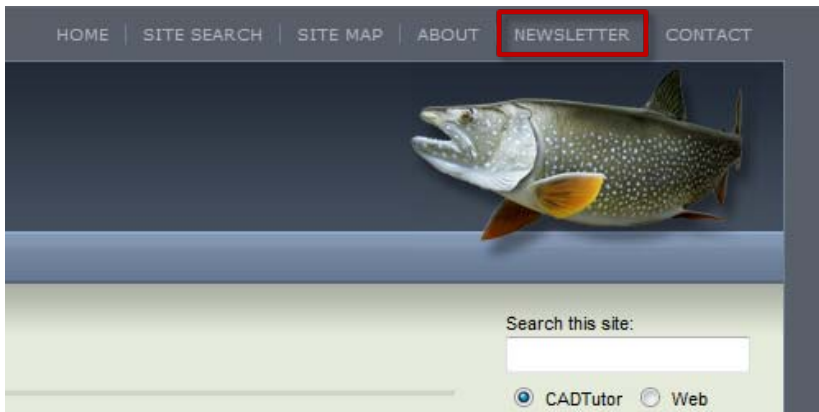 HOME | SITE SEARCH | SITE MAP | ABOUT NEWSLETTER CONTACT
Search this site:
CADTutor Web